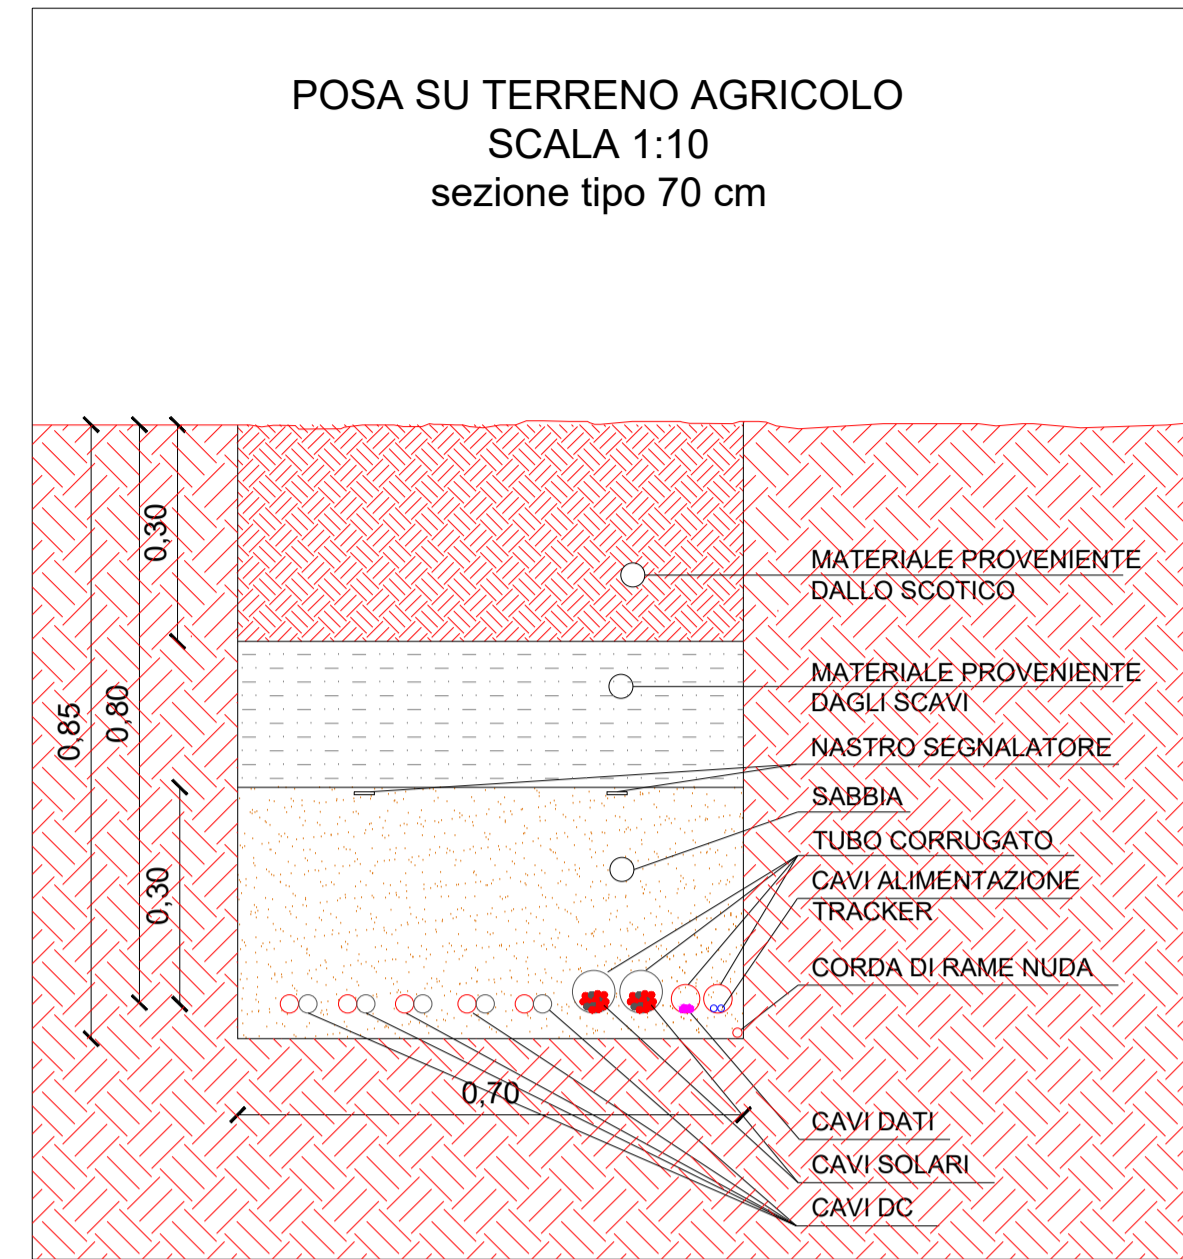 POSA SU TERRENO AGRICOLO
SCALA 1:10
sezione tipo 70 cm
0,30
0,80
0,85
0,30
0,70
MATERIALE PROVENIENTE
DALLO SCOTICO
MATERIALE PROVENIENTE
DAGLI SCAVI
NASTRO SEGNALATORE
SABBIA
TUBO CORRUGATO
CAVI ALIMENTAZIONE
TRACKER
CORDA DI RAME NUDA
CAVI DATI
CAVI SOLARI
CAVI DC